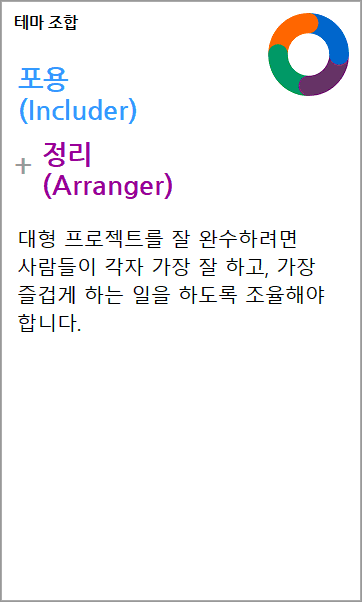 테마 조합
포용
(Includer)
+ 정리
(Arranger)
대형 프로젝트를 잘 완수하려면
사람들이 각자 가장 잘 하고, 가장
즐겁게 하는 일을 하도록 조율해야
합니다.